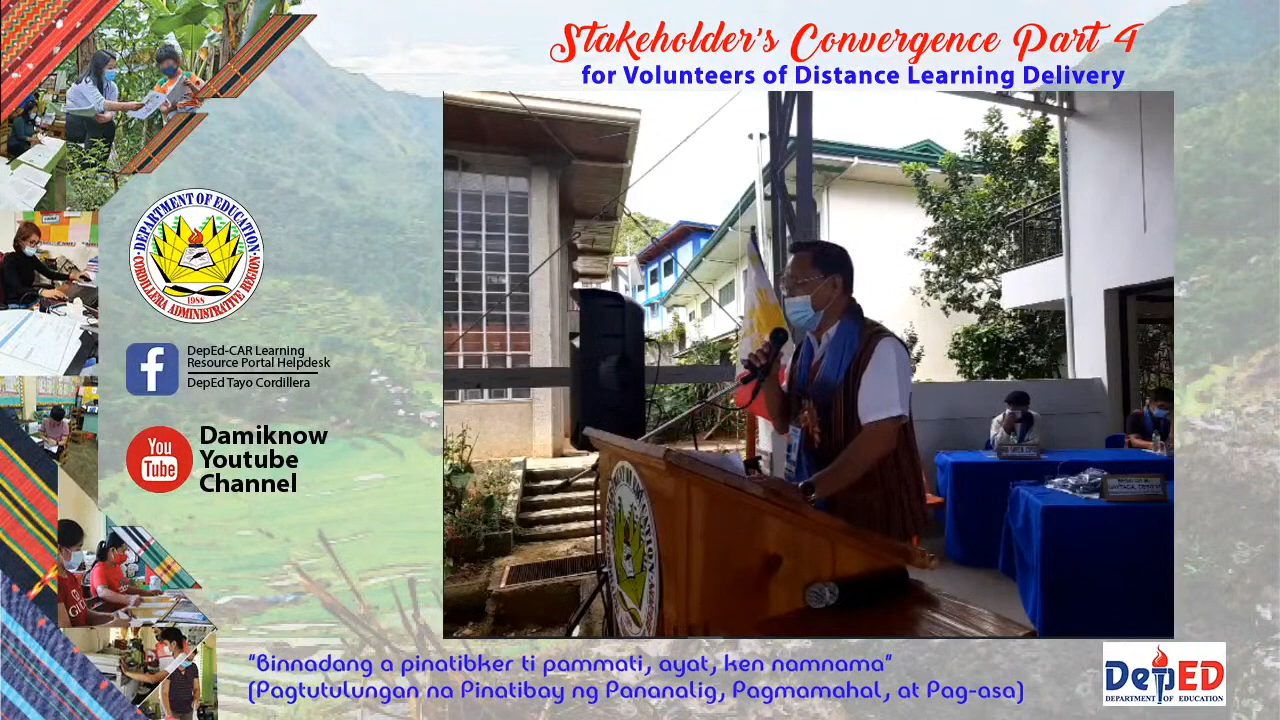 Stakeholder's Convergence Part 4
for Volunteers of Distance Learning Delivery
DEPARTMENT OF EDUCATION
CORDILLERA ADMINISTRATIVE REGION
1988
DepEd-CAR Learning
Resource Portal Helpdesk
DepEd Tayo Cordillera
You
Tube
Damiknow
Youtube
Channel
"Binnadang a pinatibker ti pammati, ayat, ken namnama"
(Pagtutulungan na Pinatibay ng Pananalig, Pagmamahal, at Pag-asa)
DepED
DEPARTMENT OF EDUCATION